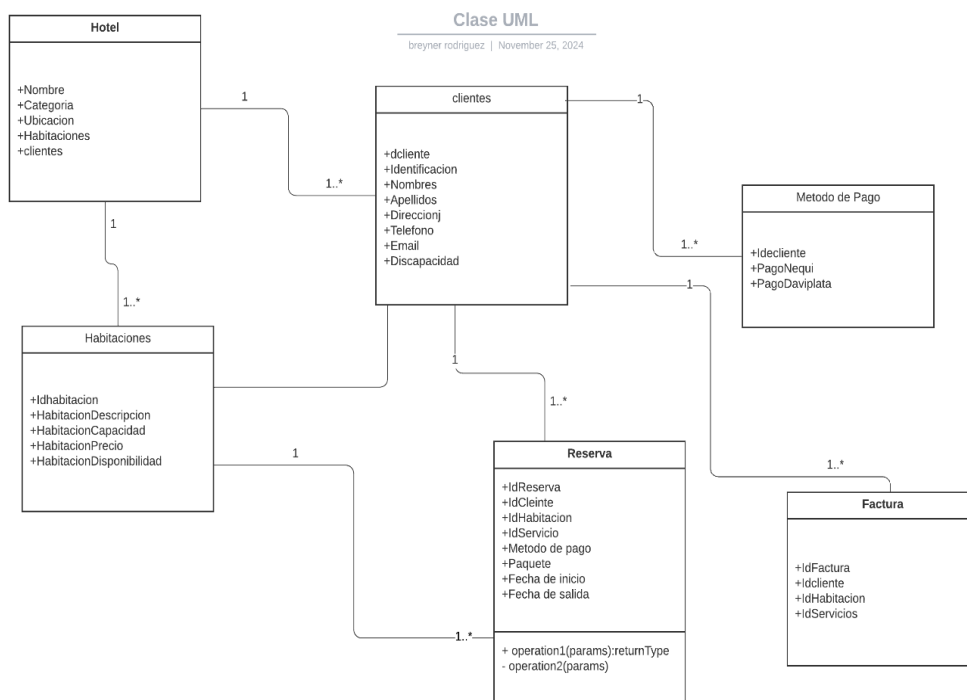 Clase UML
breyner rodriguez | November 25, 2024
Hotel
+Nombre
+Categoria
+Ubicacion
+Habitaciones
+clientes
1
1..*
1
1..*
clientes
+dcliente
+Identificacion
+Nombres
+Apellidos
+Direccionj
+Telefono
+Email
+Discapacidad
1
1..*
Metodo de Pago
+Idecliente
+PagoNequi
+PagoDaviplata
1
1..*
Habitaciones
+Idhabitacion
+HabitacionDescripcion
+HabitacionCapacidad
+HabitacionPrecio
+HabitacionDisponibilidad
1
1..*
1
1..*
Reserva
+IdReserva
+IdCleinte
+IdHabitacion
+IdServicio
+Metodo de pago
+Paquete
+Fecha de inicio
+Fecha de salida
+ operation1(params):returnType
- operation2(params)
Factura
+IdFactura
+Idcliente
+IdHabitacion
+IdServicios